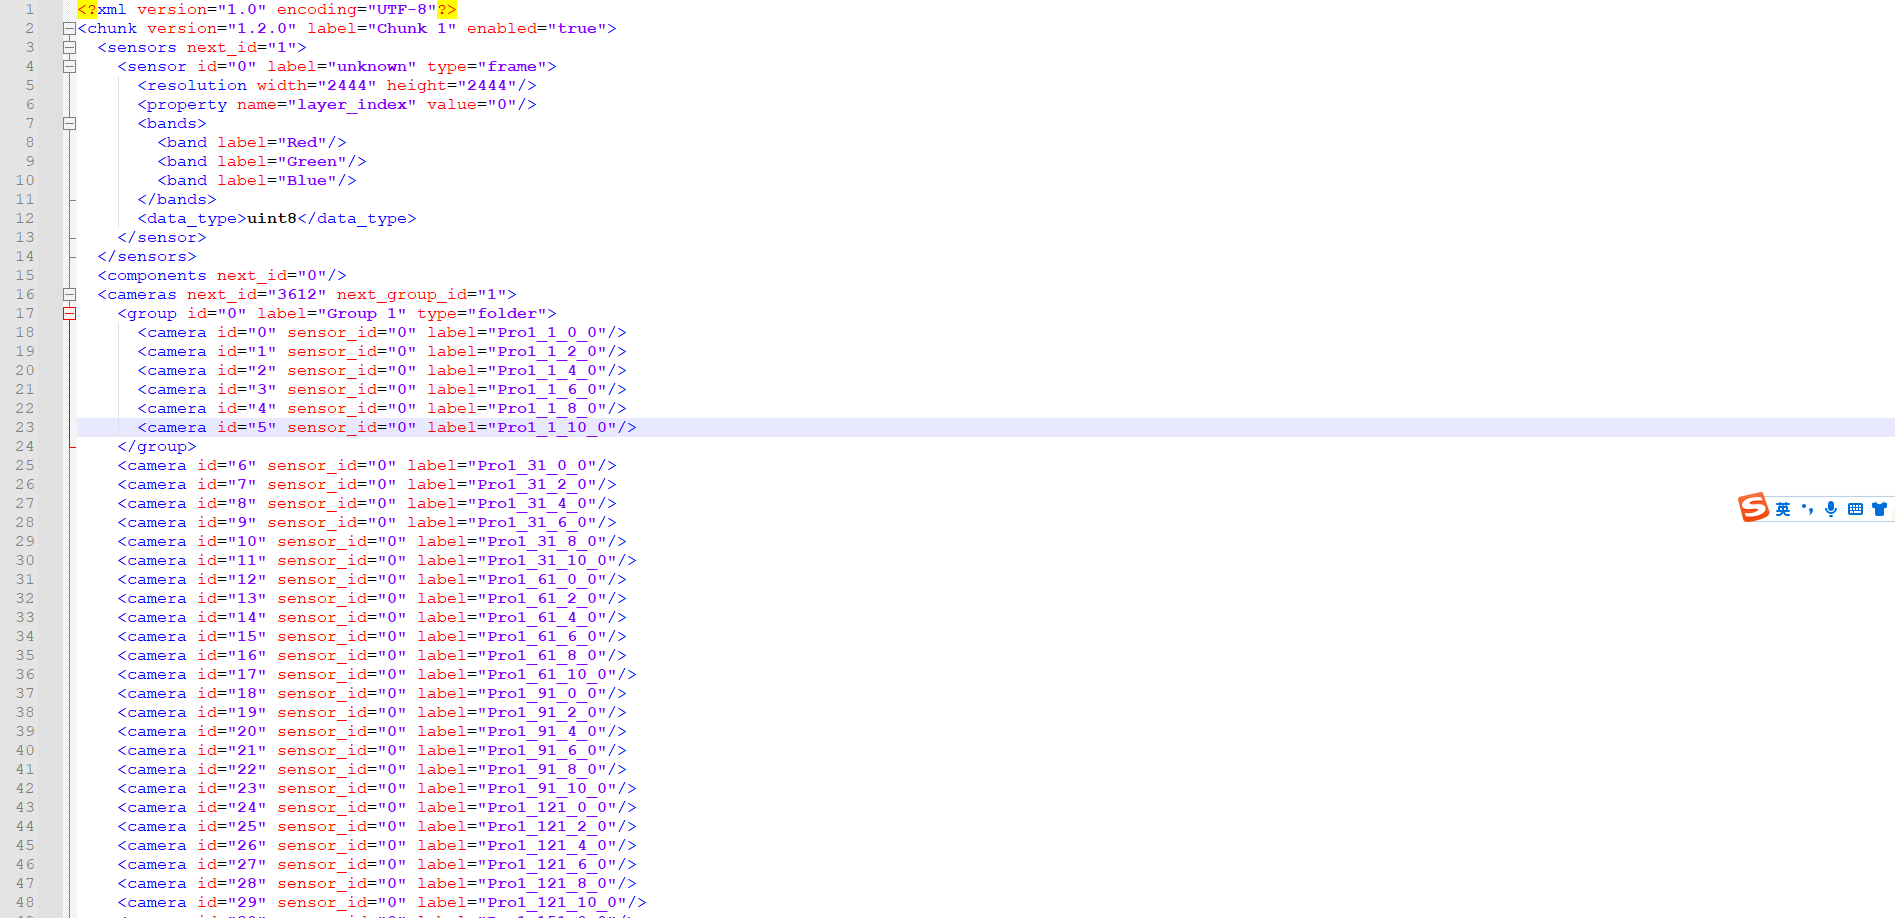 1 <?xml version="1.0" encoding="UTF-8"?>
2 <chunk version="1.2.0" label="Chunk 1" enabled="true">
3 <sensors next_id="1">
4 <sensor id="0" label="unknown" type="frame">
5 <resolution width="2444" height="2444"/>
6 <property name="layer_index" value="0"/>
7 <bands>
8 <band label="Red"/>
9 <band label="Green"/>
10 <band label="Blue"/>
11 </bands>
12 <data_type>uint8</data_type>
13 </sensor>
14 </sensors>
15 <components next_id="0"/>
16 <cameras next_id="3612" next_group_id="1">
17 <group id="0" label="Group 1" type="folder">
18 <camera id="0" sensor_id="0" label="Pro1_1_0_0"/>
19 <camera id="1" sensor_id="0" label="Pro1_1_2_0"/>
20 <camera id="2" sensor_id="0" label="Pro1_1_4_0"/>
21 <camera id="3" sensor_id="0" label="Pro1_1_6_0"/>
22 <camera id="4" sensor_id="0" label="Pro1_1_8_0"/>
23 <camera id="5" sensor_id="0" label="Pro1_1_10_0"/>
24 </group>
25 <camera id="6" sensor_id="0" label="Pro1_31_0_0"/>
26 <camera id="7" sensor_id="0" label="Pro1_31_2_0"/>
27 <camera id="8" sensor_id="0" label="Pro1_31_4_0"/>
28 <camera id="9" sensor_id="0" label="Pro1_31_6_0"/>
29 <camera id="10" sensor_id="0" label="Pro1_31_8_0"/>
30 <camera id="11" sensor_id="0" label="Pro1_31_10_0"/>
31 <camera id="12" sensor_id="0" label="Pro1_61_0_0"/>
32 <camera id="13" sensor_id="0" label="Pro1_61_2_0"/>
33 <camera id="14" sensor_id="0" label="Pro1_61_4_0"/>
34 <camera id="15" sensor_id="0" label="Pro1_61_6_0"/>
35 <camera id="16" sensor_id="0" label="Pro1_61_8_0"/>
36 <camera id="17" sensor_id="0" label="Pro1_61_10_0"/>
37 <camera id="18" sensor_id="0" label="Pro1_91_0_0"/>
38 <camera id="19" sensor_id="0" label="Pro1_91_2_0"/>
39 <camera id="20" sensor_id="0" label="Pro1_91_4_0"/>
40 <camera id="21" sensor_id="0" label="Pro1_91_6_0"/>
41 <camera id="22" sensor_id="0" label="Pro1_91_8_0"/>
42 <camera id="23" sensor_id="0" label="Pro1_91_10_0"/>
43 <camera id="24" sensor_id="0" label="Pro1_121_0_0"/>
44 <camera id="25" sensor_id="0" label="Pro1_121_2_0"/>
45 <camera id="26" sensor_id="0" label="Pro1_121_4_0"/>
46 <camera id="27" sensor_id="0" label="Pro1_121_6_0"/>
47 <camera id="28" sensor_id="0" label="Pro1_121_8_0"/>
48 <camera id="29" sensor_id="0" label="Pro1_121_10_0"/>
英